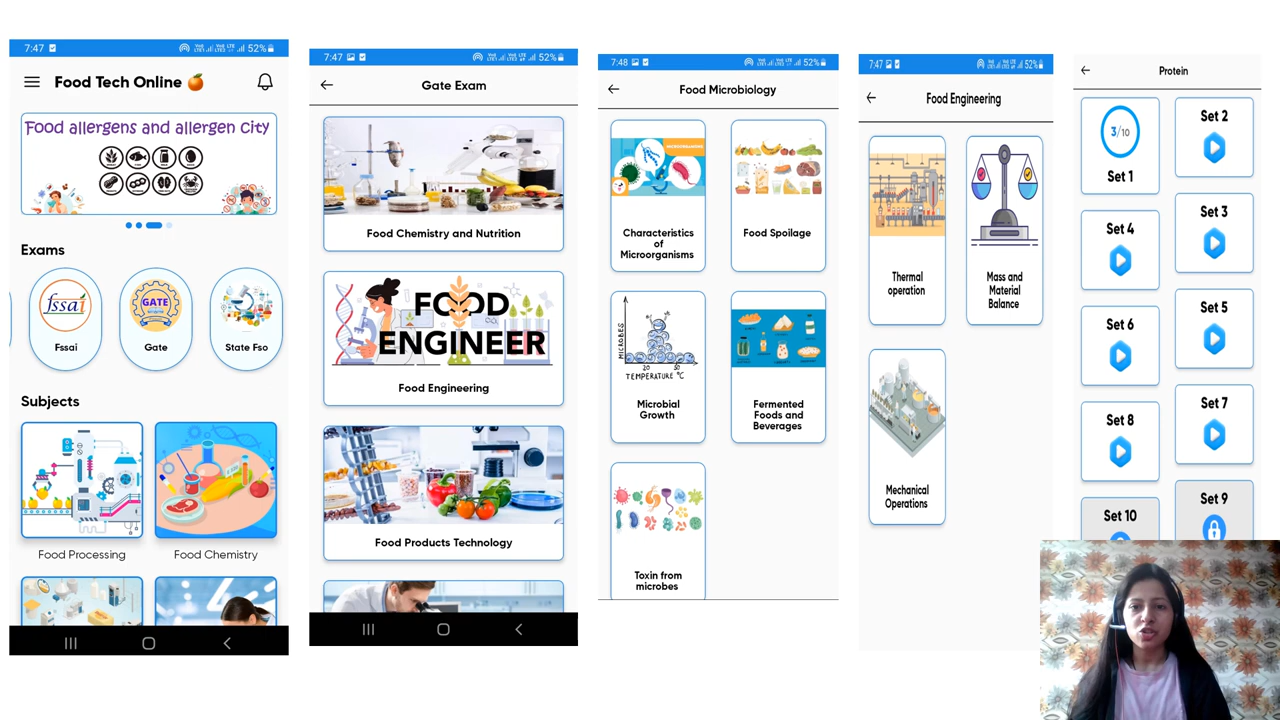 7:47
52%
Food Tech Online
Food allergens and allergen city
Exams
fssai
GATE
Fssai
Gate
State Fso
Subjects
Food Processing
Food Chemistry
7:47
52%
Gate Exam
Food Chemistry and Nutrition
FOOD
ENGINEER
Food Engineering
Food Products Technology
7:48
52%
Food Microbiology
MICROORGANISMS
Characteristics
of
Microorganisms
Food Spoilage
MICROBES
20 50
TEMPERATURE °C
Microbial
Growth
Fermented
Foods and
Beverages
Toxin from
microbes
7:47
52%
Food Engineering
Thermal
operation
Mass and
Material
Balance
Mechanical
Operations
Protein
3/10
Set 1
Set 2
Set 3
Set 4
Set 5
Set 6
Set 7
Set 8
Set 9
Set 10